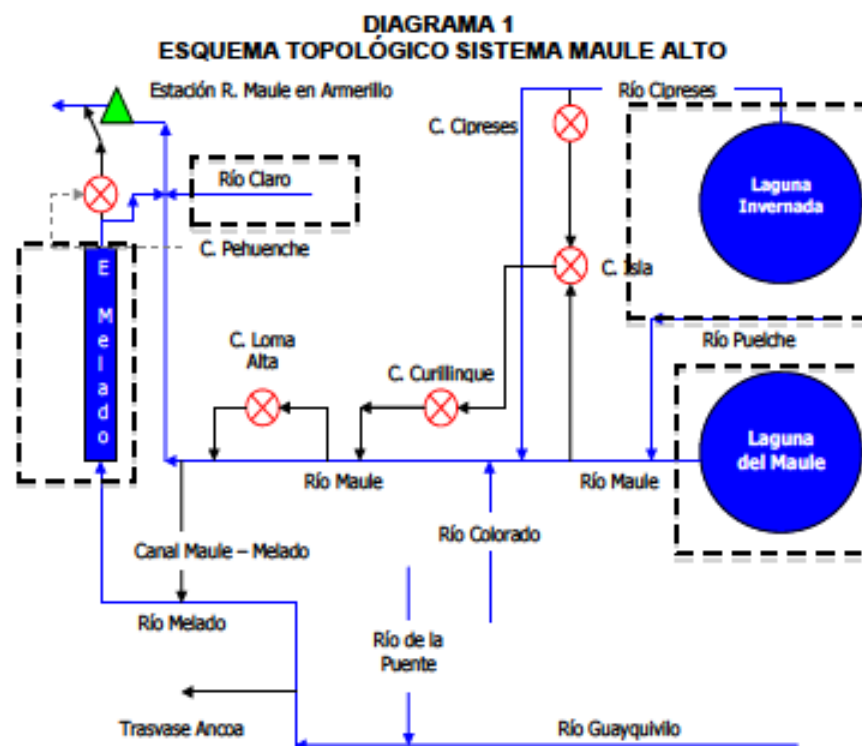 DIAGRAMA 1
ESQUEMA TOPOLÓGICO SISTEMA MAULE ALTO
Estación R. Maule en Armerillo
Río Cipreses
C. Cipreses
Río Claro
Laguna
Invernada
C. Pehuenche
C. Isla
E
M
e
l
a
d
o
Río Puelche
C. Loma
Alta
C. Curillinque
Laguna
del Maule
Río Maule
Río Maule
Río Colorado
Canal Maule – Melado
Río Melado
Río de la
Puente
Trasvase Ancoa
Río Guayquivilo